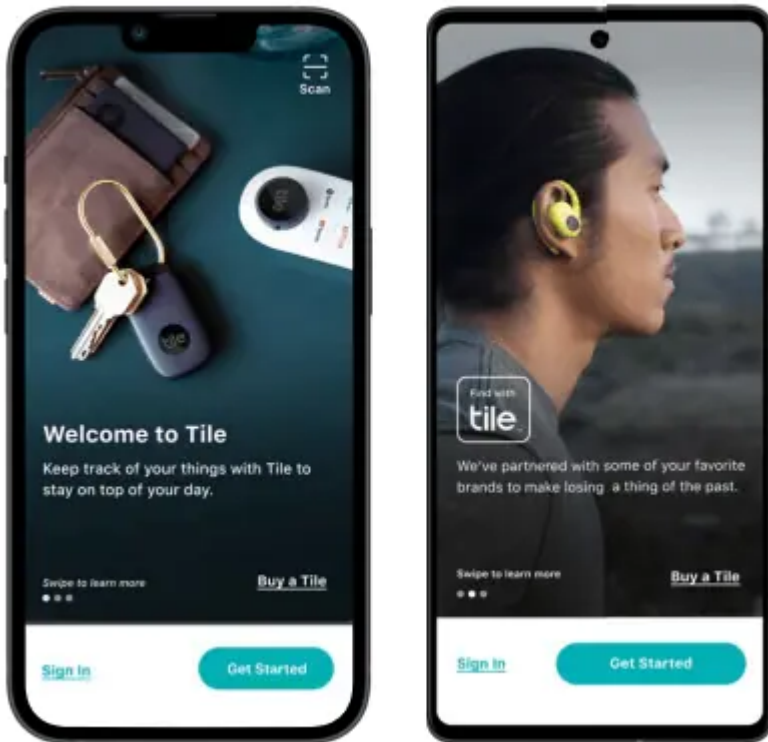 Scan
tile
tile
Welcome to Tile
Keep track of your things with Tile to
stay on top of your day.
Swipe to learn more
Buy a Tile
Sign In
Get Started
Find with
tile
We've partnered with some of your favorite
brands to make losing a thing of the past.
Swipe to learn more
Buy a Tile
Sign In
Get Started